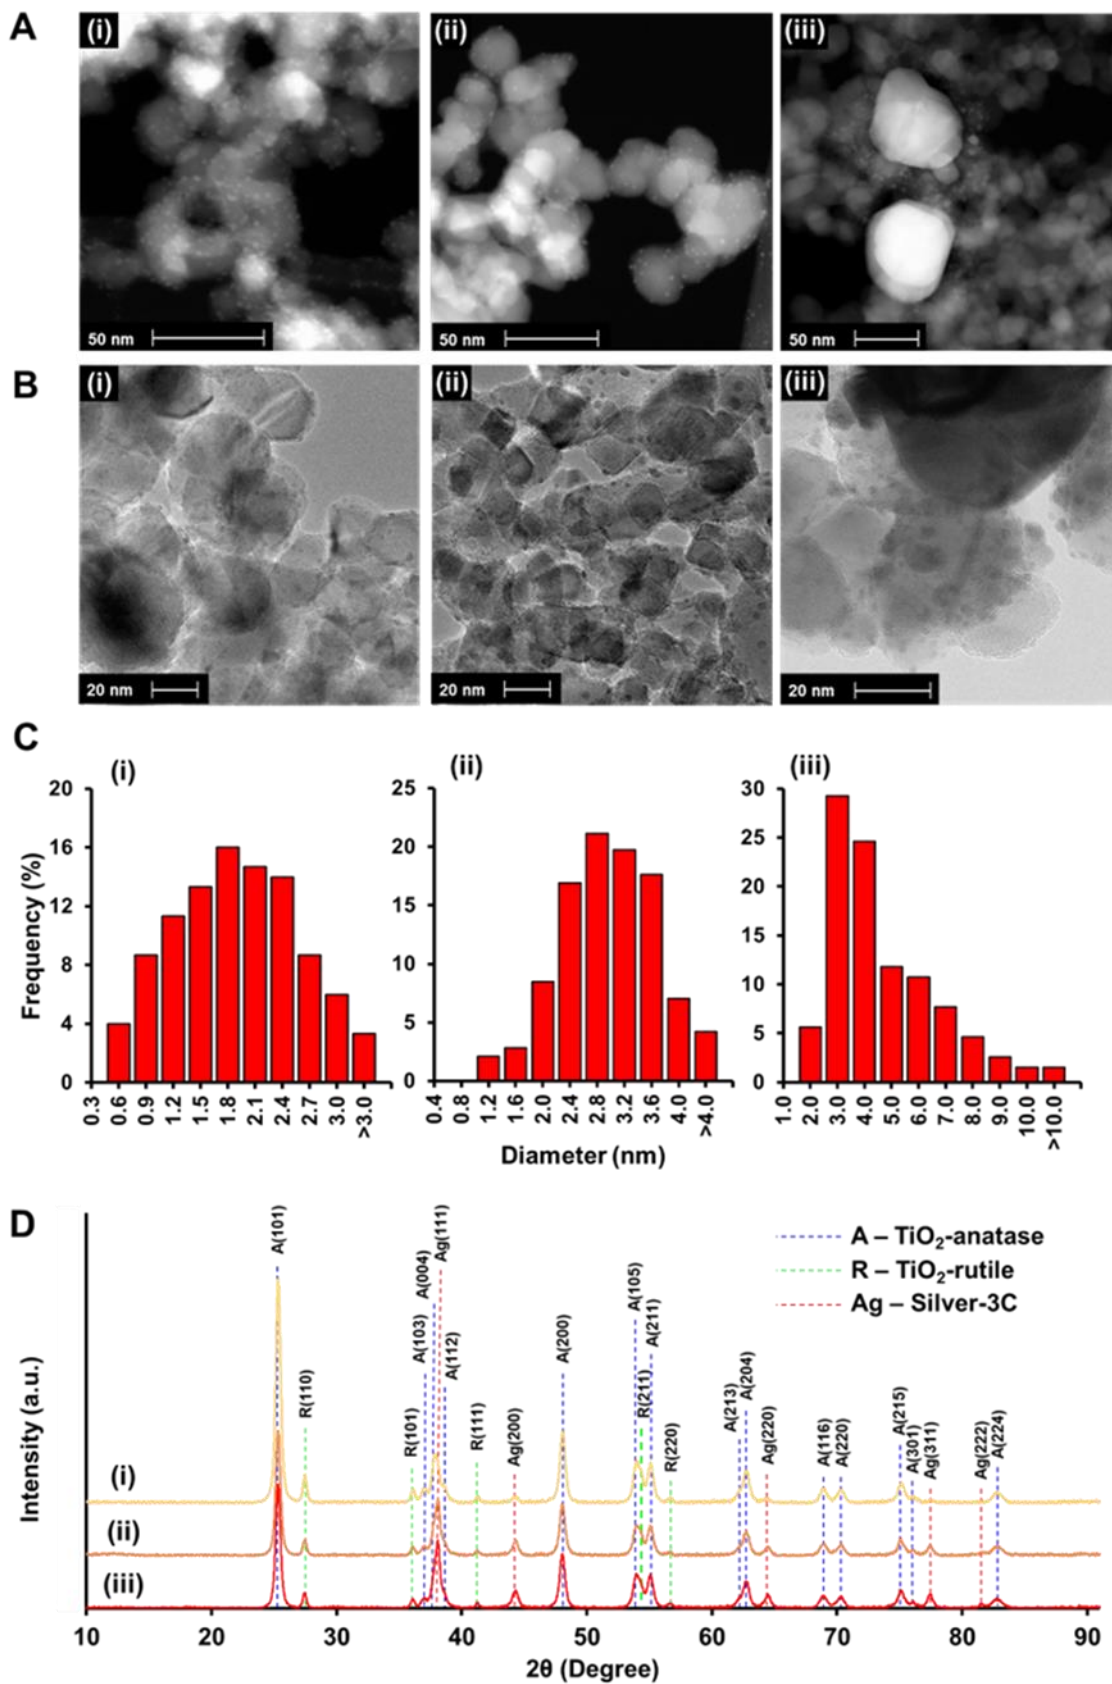 A
(i)
(ii)
(iii)
50 nm
50 nm
50 nm
B
(i)
(ii)
(iii)
20 nm
20 nm
20 nm
C
(i)
(ii)
(iii)
Frequency (%)
20
16
12
8
4
0
0.3 0.6 0.9 1.2 1.5 1.8 2.1 2.4 2.7 3.0 >3.0
25
20
15
10
5
0
0.4 0.8 1.2 1.6 2.0 2.4 2.8 3.2 3.6 4.0 >4.0
30
25
20
15
10
5
0
1.0 2.0 3.0 4.0 5.0 6.0 7.0 8.0 9.0 10.0 >10.0
Diameter (nm)
D
Intensity (a.u.)
A(101)
R(110)
R(101)
A(103)
A(004)
Ag(111)
A(112)
R(111)
Ag(200)
A(200)
A(105)
R(211)
A(211)
R(220)
A(213)
A(204)
Ag(220)
A(116)
A(220)
A(215)
A(301)
Ag(311)
Ag(222)
A(224)
A – TiO₂-anatase
R – TiO₂-rutile
Ag – Silver-3C
(i)
(ii)
(iii)
10 20 30 40 50 60 70 80 90
2θ (Degree)